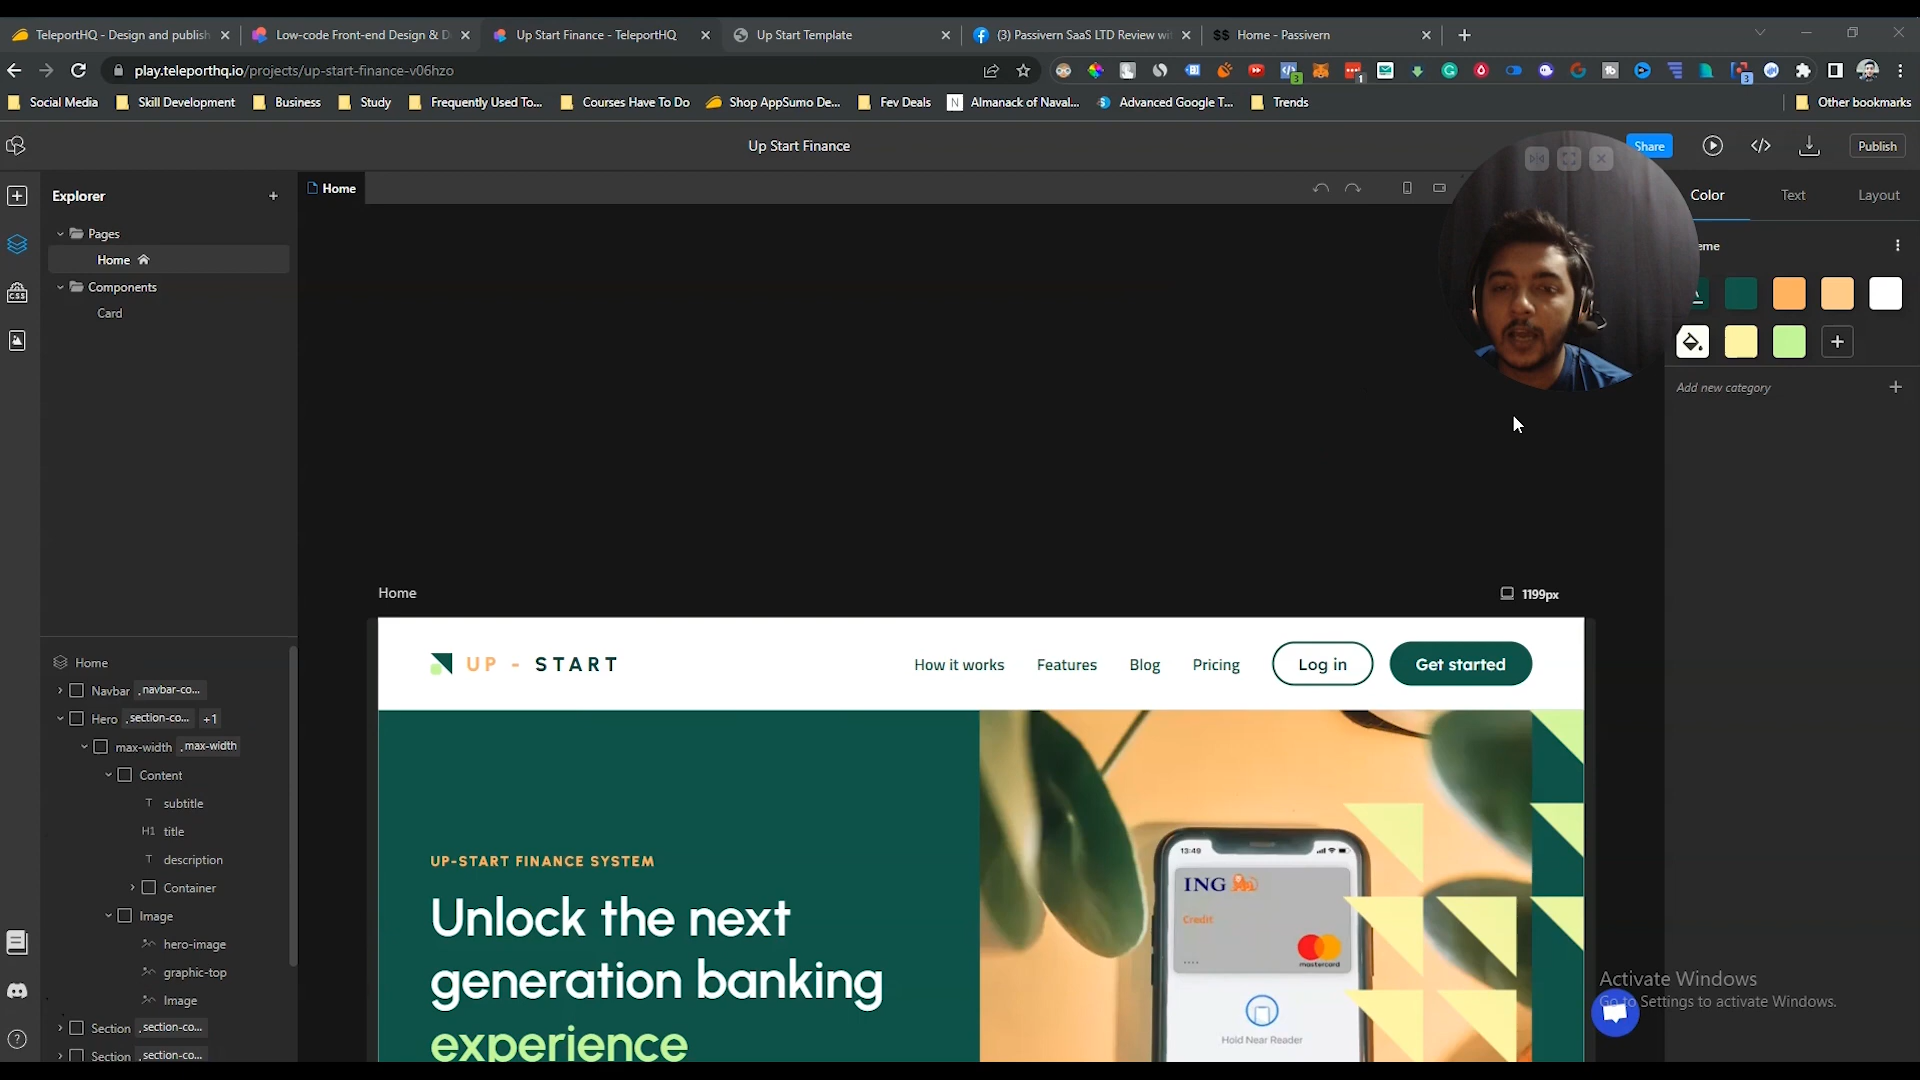 TeleportHQ - Design and publish
Low-code Front-end Design & D
Up Start Finance - TeleportHQ
Up Start Template
(3) Passivern SaaS LTD Review wi
$$ Home - Passivern
play.teleporthq.io/projects/up-start-finance-v06hzo
Social Media
Skill Development
Business
Study
Frequently Used To...
Courses Have To Do
Shop AppSumo De...
Fev Deals
Almanack of Naval...
Advanced Google T...
Trends
Other bookmarks
Up Start Finance
Share
Publish
Explorer
Home
Color
Text
Layout
Pages
Home
eme
Components
Card
Add new category
Home
1199px
UP - START
How it works
Features
Blog
Pricing
Log in
Get started
Home
Navbar .navbar-co...
Hero .section-co... +1
max-width .max-width
Content
T subtitle
H1 title
T description
Container
Image
hero-image
graphic-top
Image
Section .section-co...
Section .section-co...
UP-START FINANCE SYSTEM
Unlock the next
generation banking
experience
13:49
ING
Credit
mastercard
Hold Near Reader
Activate Windows
Go to Settings to activate Windows.